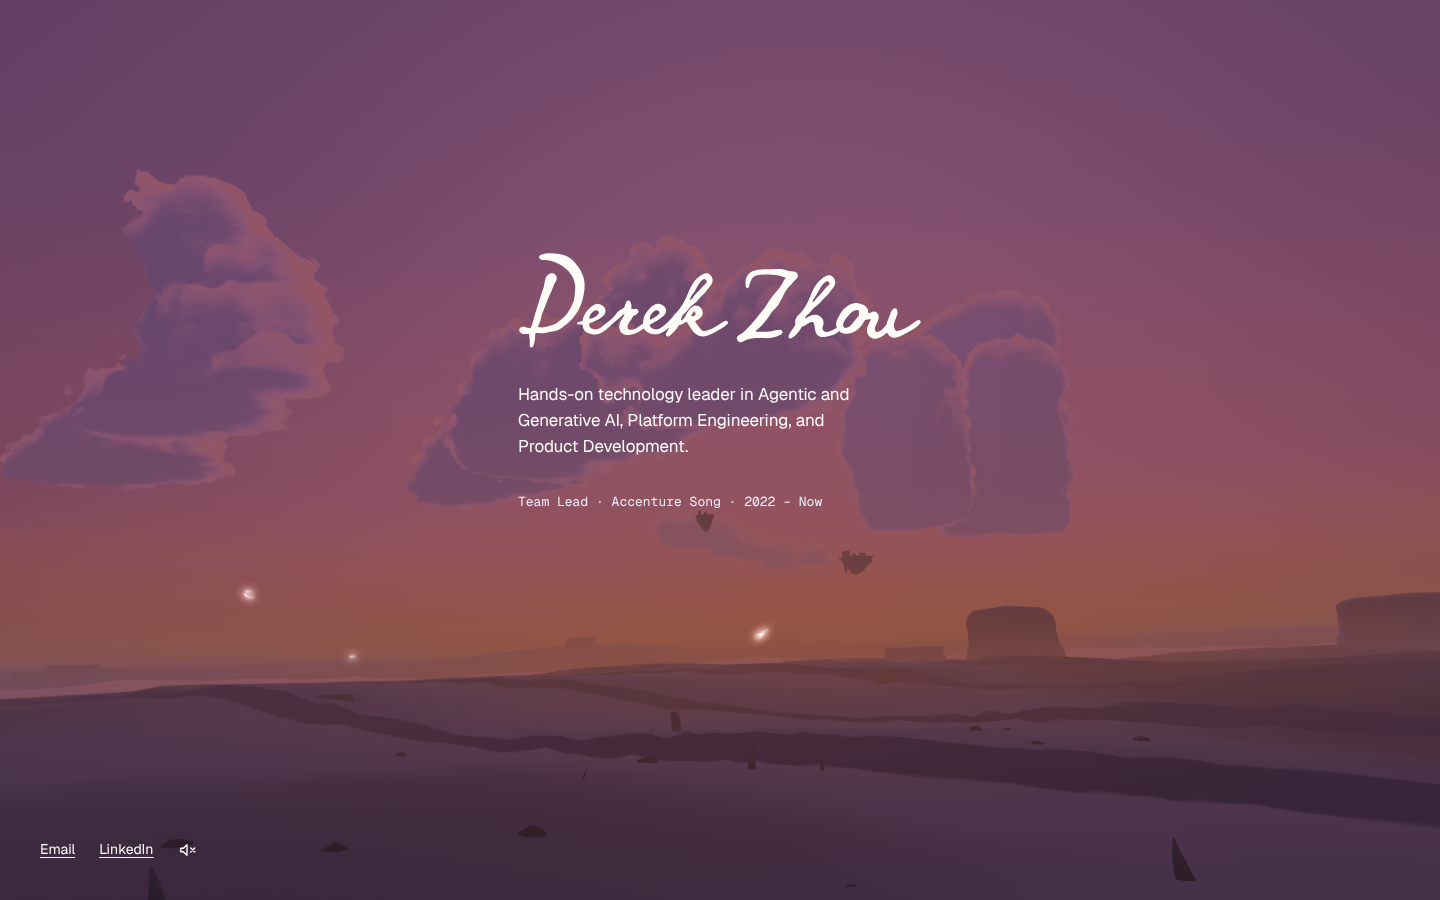 Derek Zhou
Hands-on technology leader in Agentic and
Generative AI, Platform Engineering, and
Product Development.
Team Lead · Accenture Song · 2022 – Now
Email LinkedIn